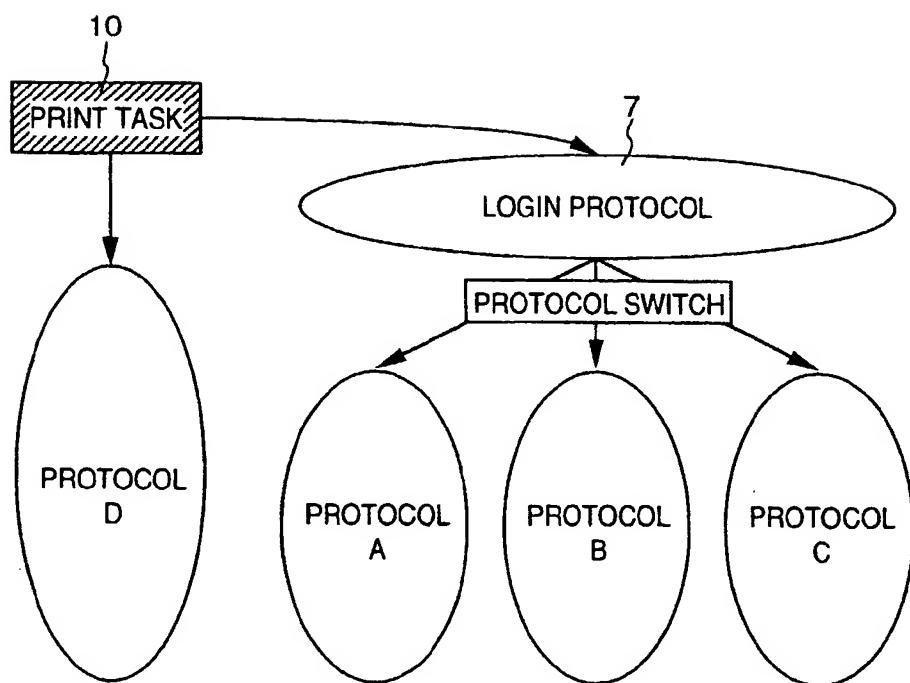 10
PRINT TASK
7
LOGIN PROTOCOL
PROTOCOL SWITCH
PROTOCOL
D
PROTOCOL
A
PROTOCOL
B
PROTOCOL
C